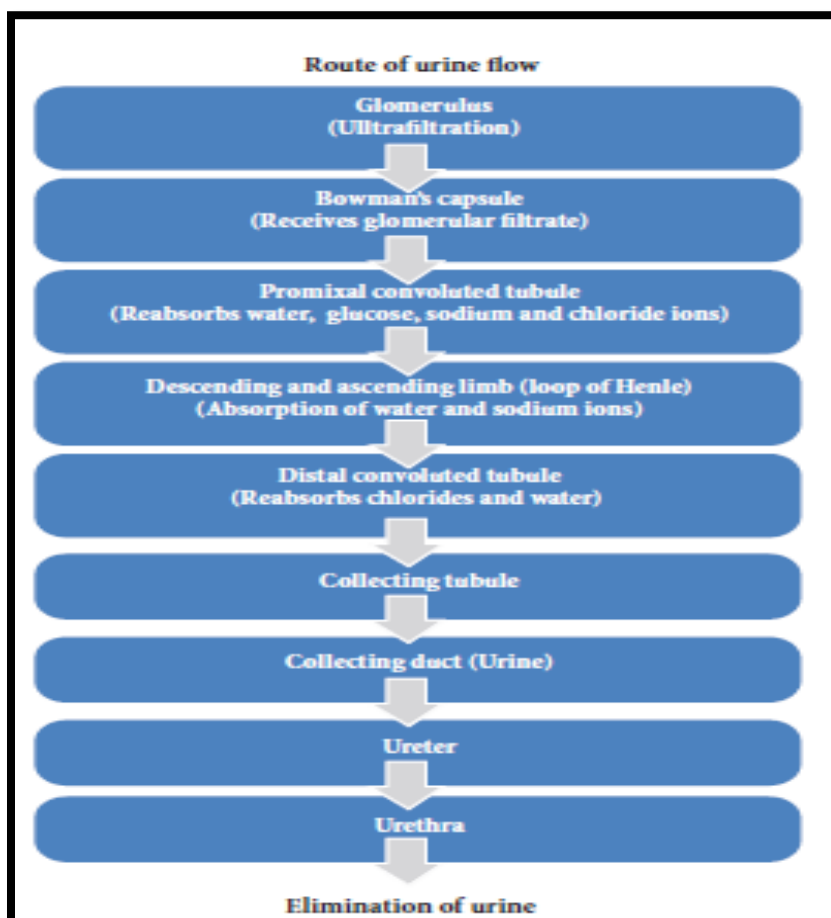 Route of urine flow
Glomerulus
(Ulltrafiltration)
Bowman's capsule
(Receives glomerular filtrate)
Promixal convoluted tubule
(Reabsorbs water, glucose, sodium and chloride ions)
Descending and ascending limb (loop of Henle)
(Absorption of water and sodium ions)
Distal convoluted tubule
(Reabsorbs chlorides and water)
Collecting tubule
Collecting duct (Urine)
Ureter
Urethra
Elimination of urine